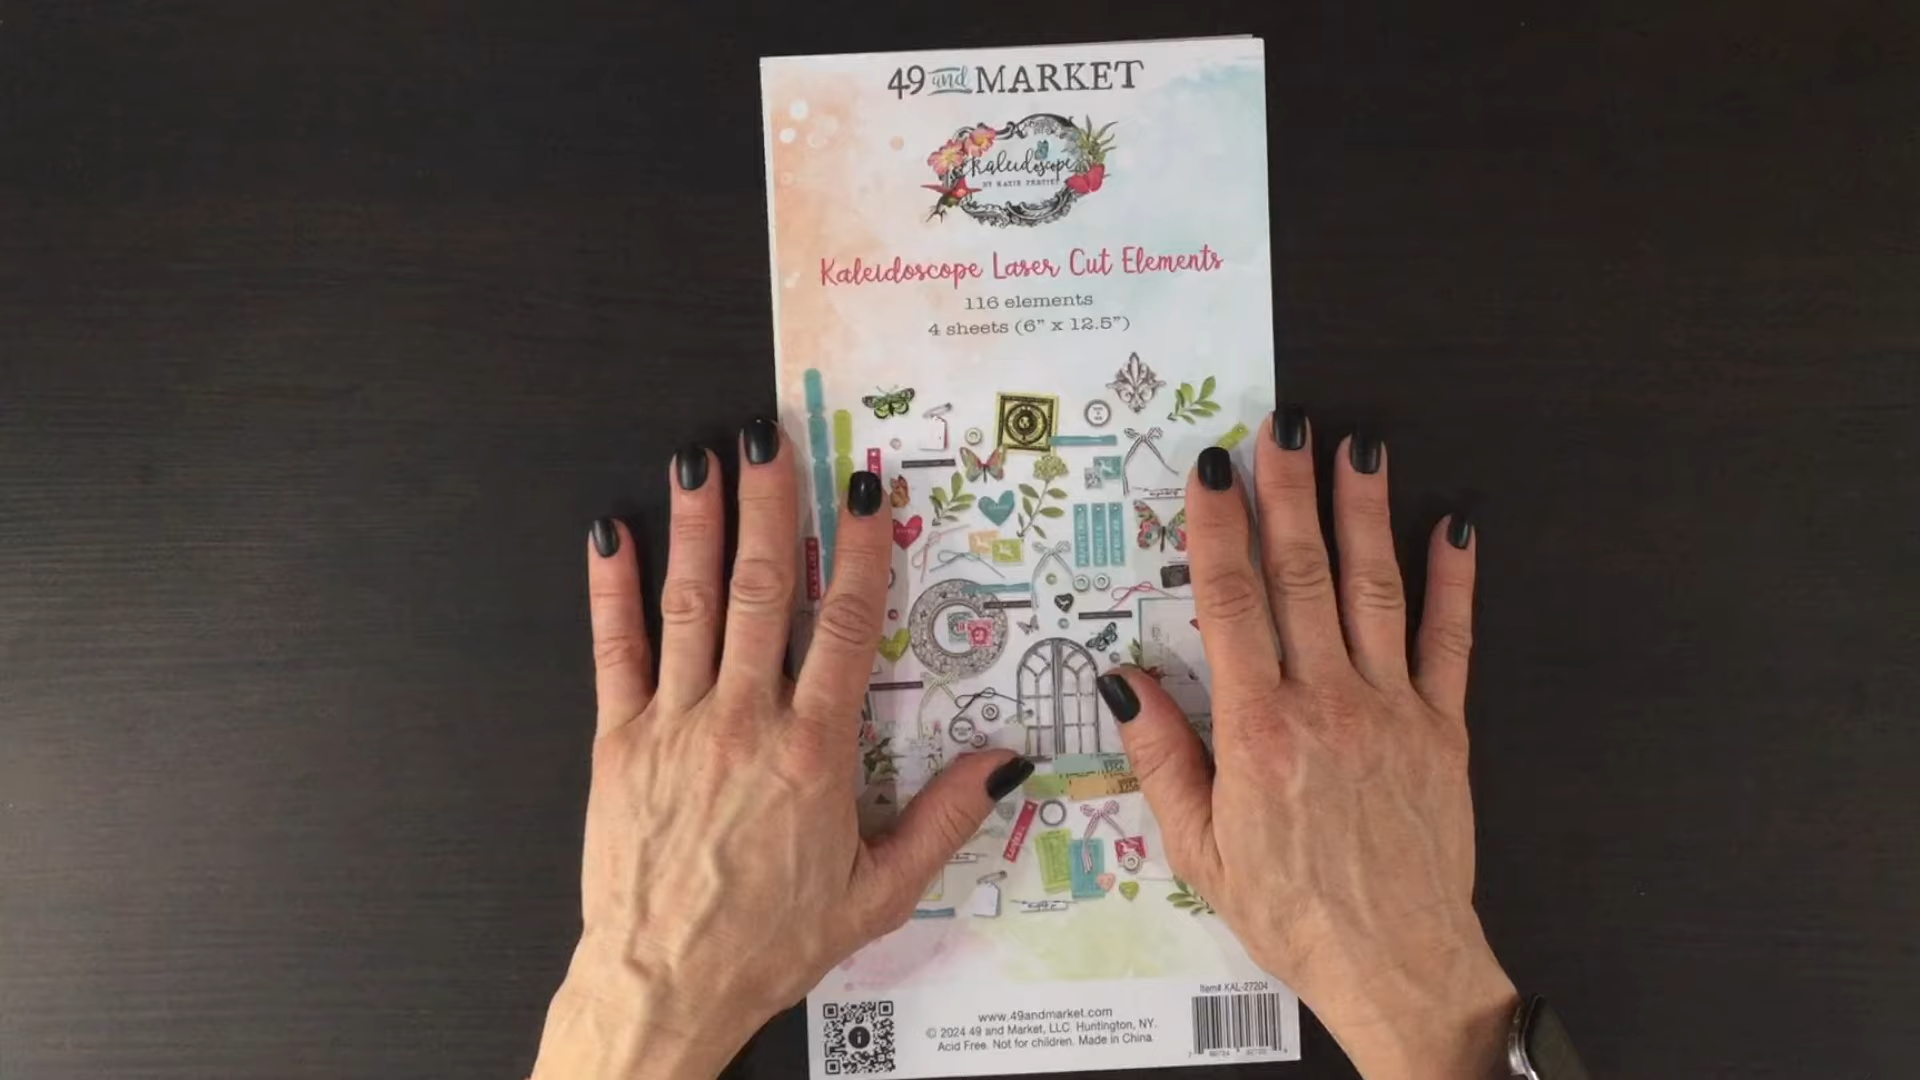 49 and MARKET
Kaleidoscope
Kaleidoscope Laser Cut Elements
116 elements
4 sheets (6" x 12.5")
Item# KAL-27204
www.49andmarket.com
© 2024 49 and Market, LLC. Huntington, NY.
Acid Free. Not for children. Made in China